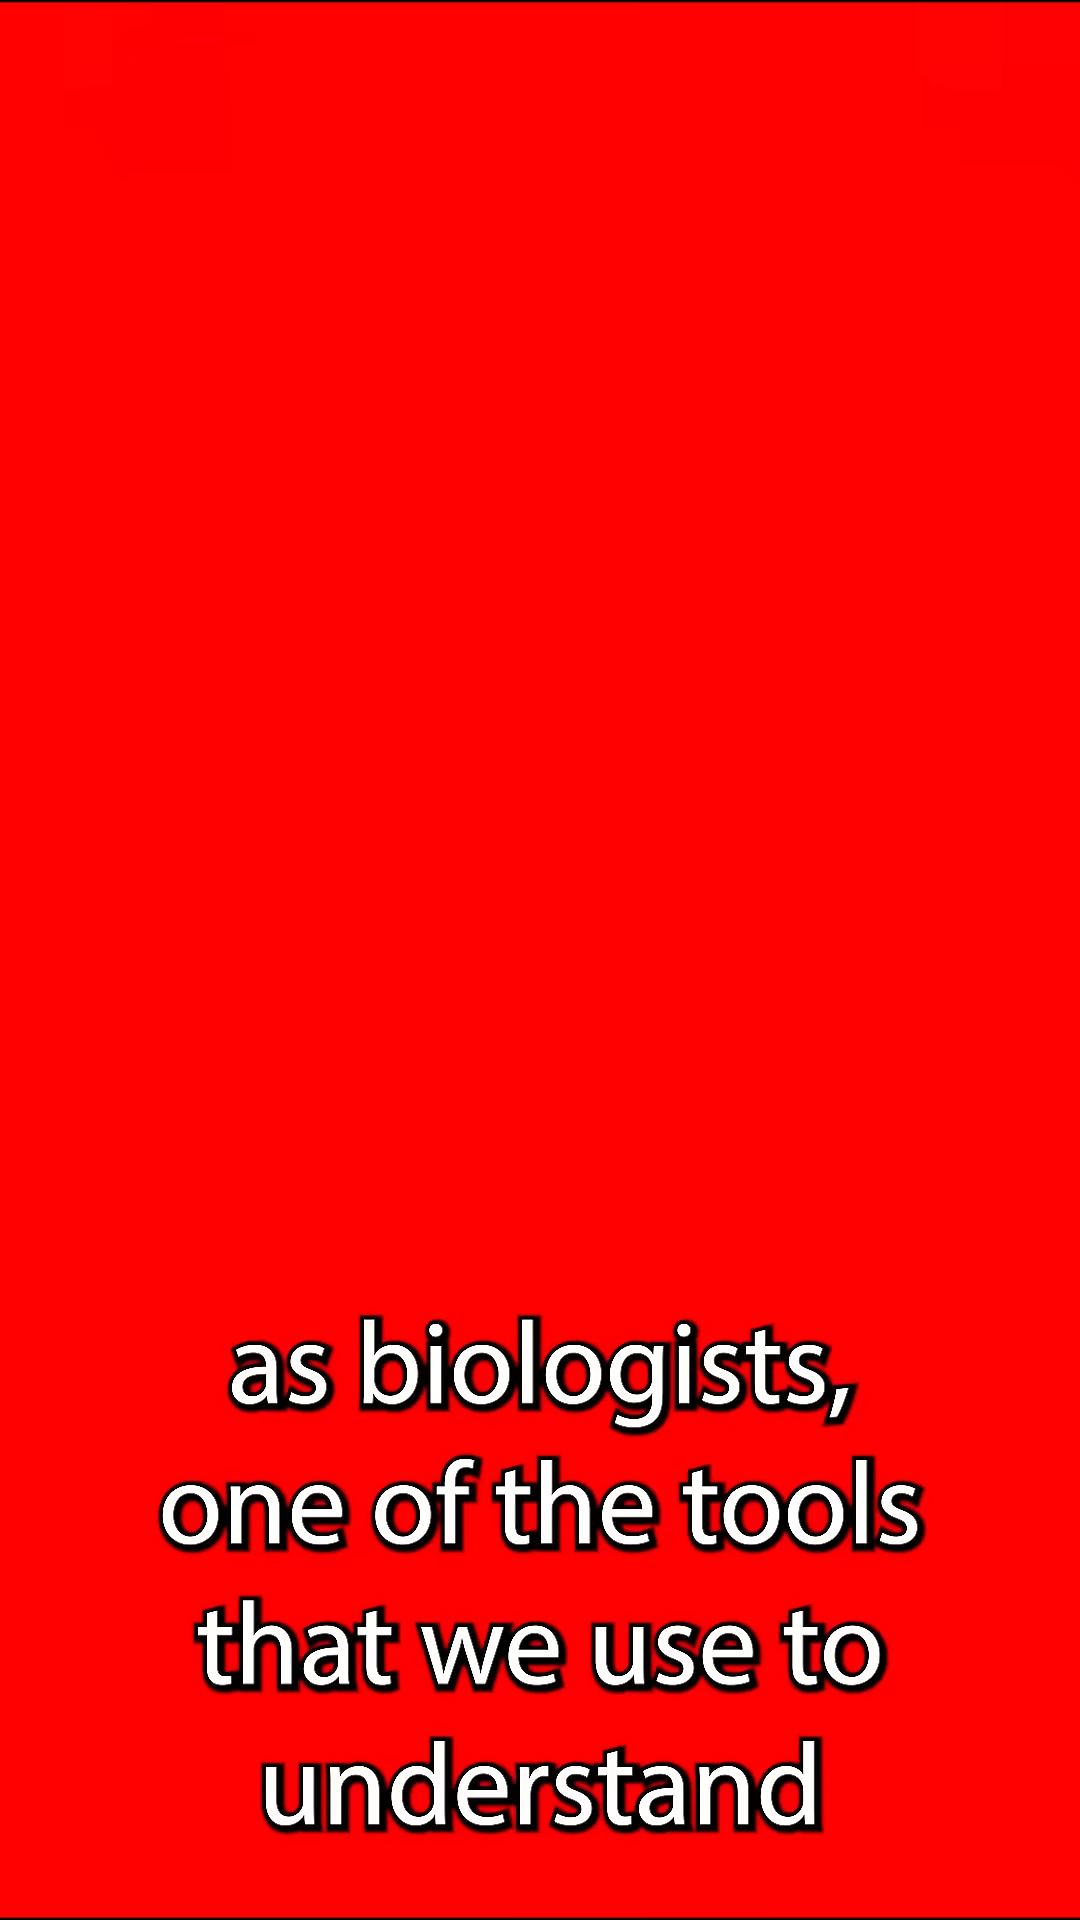 as biologists,
one of the tools
that we use to
understand